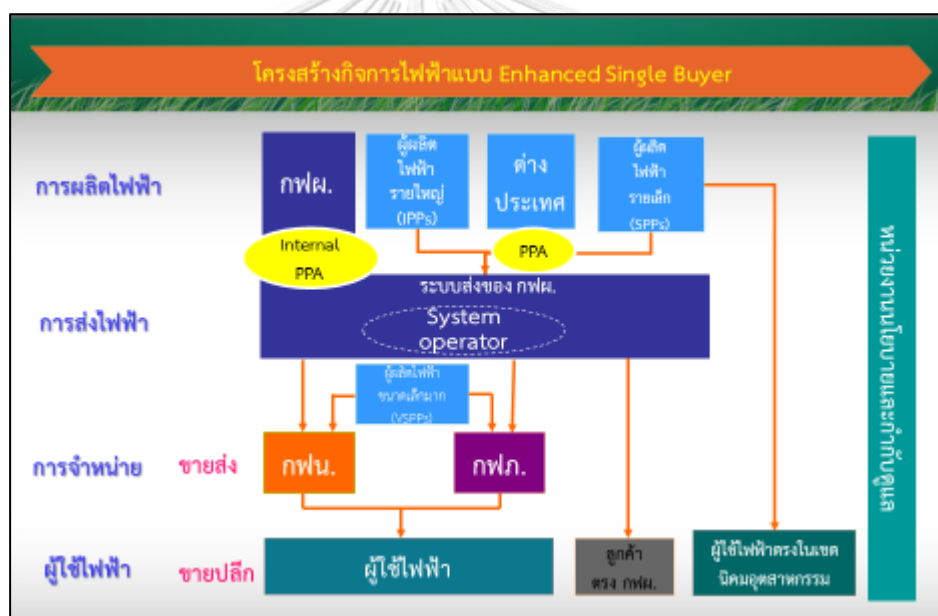 โครงสร้างกิจการไฟฟ้าแบบ Enhanced Single Buyer
การผลิตไฟฟ้า
กฟผ.
ผู้ผลิต
ไฟฟ้า
รายใหญ่
(IPPs)
ต่าง
ประเทศ
ผู้ผลิต
ไฟฟ้า
รายเล็ก
(SPPs)
Internal
PPA
PPA
การส่งไฟฟ้า
ระบบส่งของ กฟผ.
System
operator
ผู้ผลิตไฟฟ้า
ขนาดเล็กมาก
(VSPPs)
การจำหน่าย
ขายส่ง
กฟน.
กฟภ.
ผู้ใช้ไฟฟ้า
ขายปลีก
ผู้ใช้ไฟฟ้า
ลูกค้า
ตรง กฟผ.
ผู้ใช้ไฟฟ้าตรงในเขต
นิคมอุตสาหกรรม
หน่วยงานนโยบายและกำกับดูแล